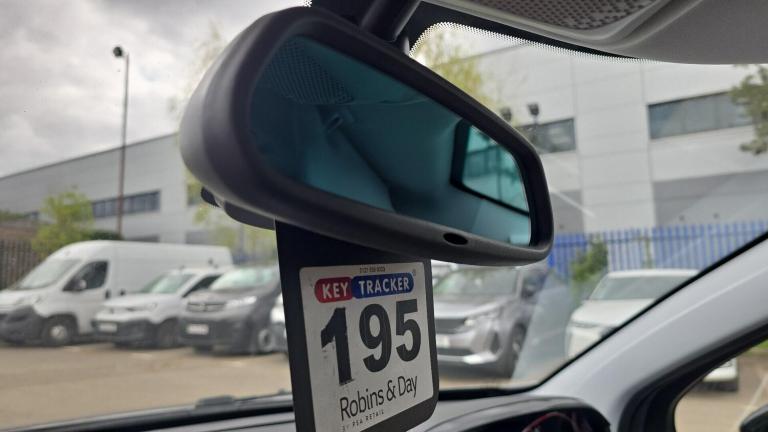 KEY TRACKER
195
Robins & Day
BY PSA RETAIL